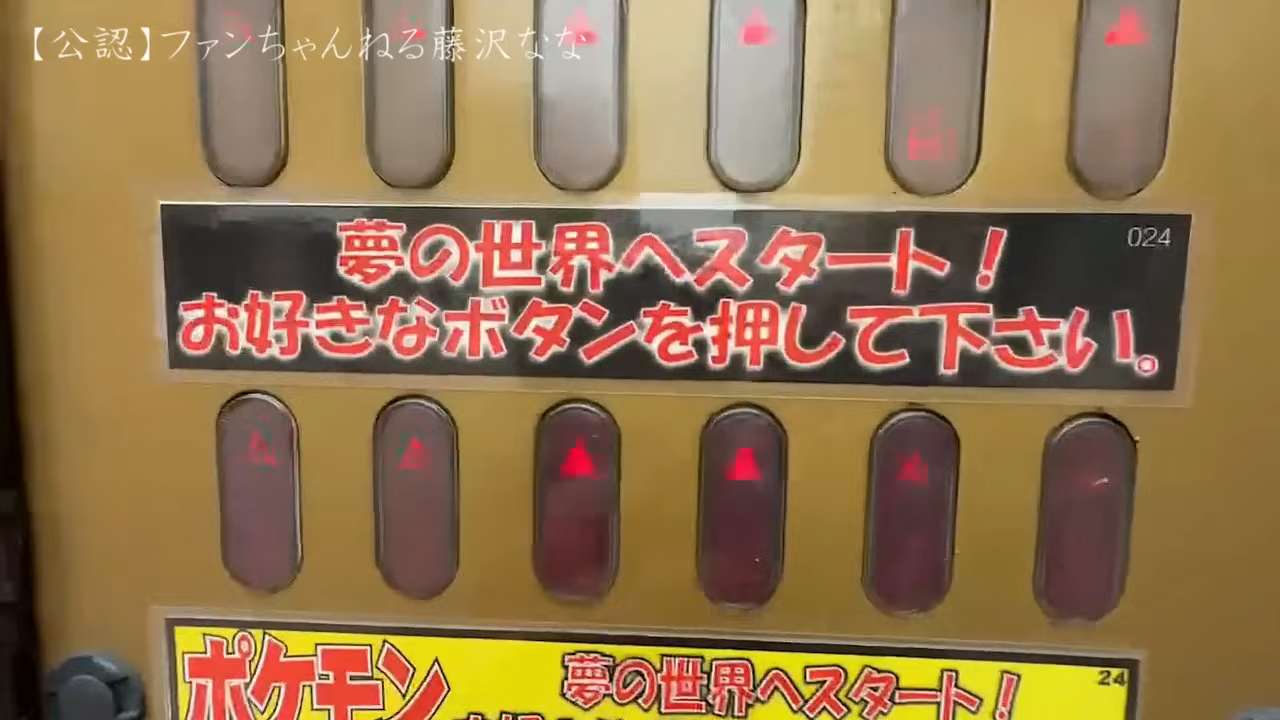 【公認】ファンちゃんねる藤沢なな
夢の世界へスタート！
024
お好きなボタンを押して下さい。
ポケモン
夢の世界へスタート！
24